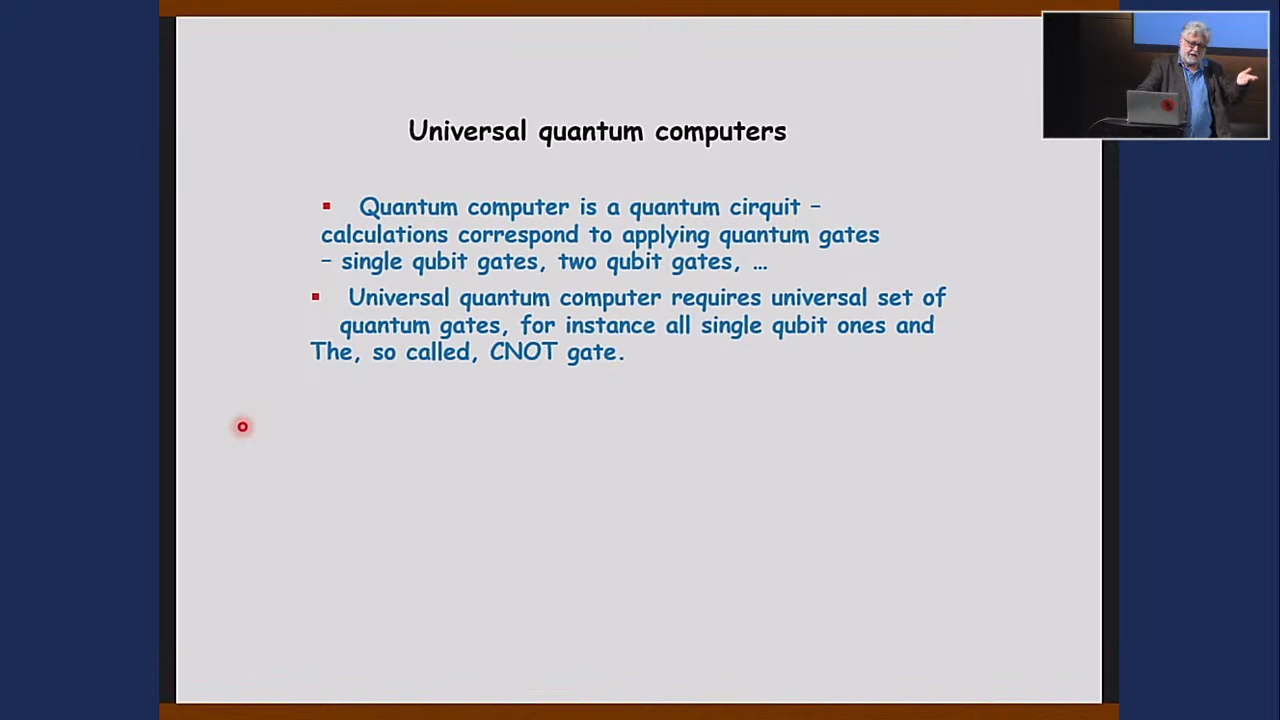 Universal quantum computers
Quantum computer is a quantum cirquit –
calculations correspond to applying quantum gates
– single qubit gates, two qubit gates, …
Universal quantum computer requires universal set of
quantum gates, for instance all single qubit ones and
The, so called, CNOT gate.